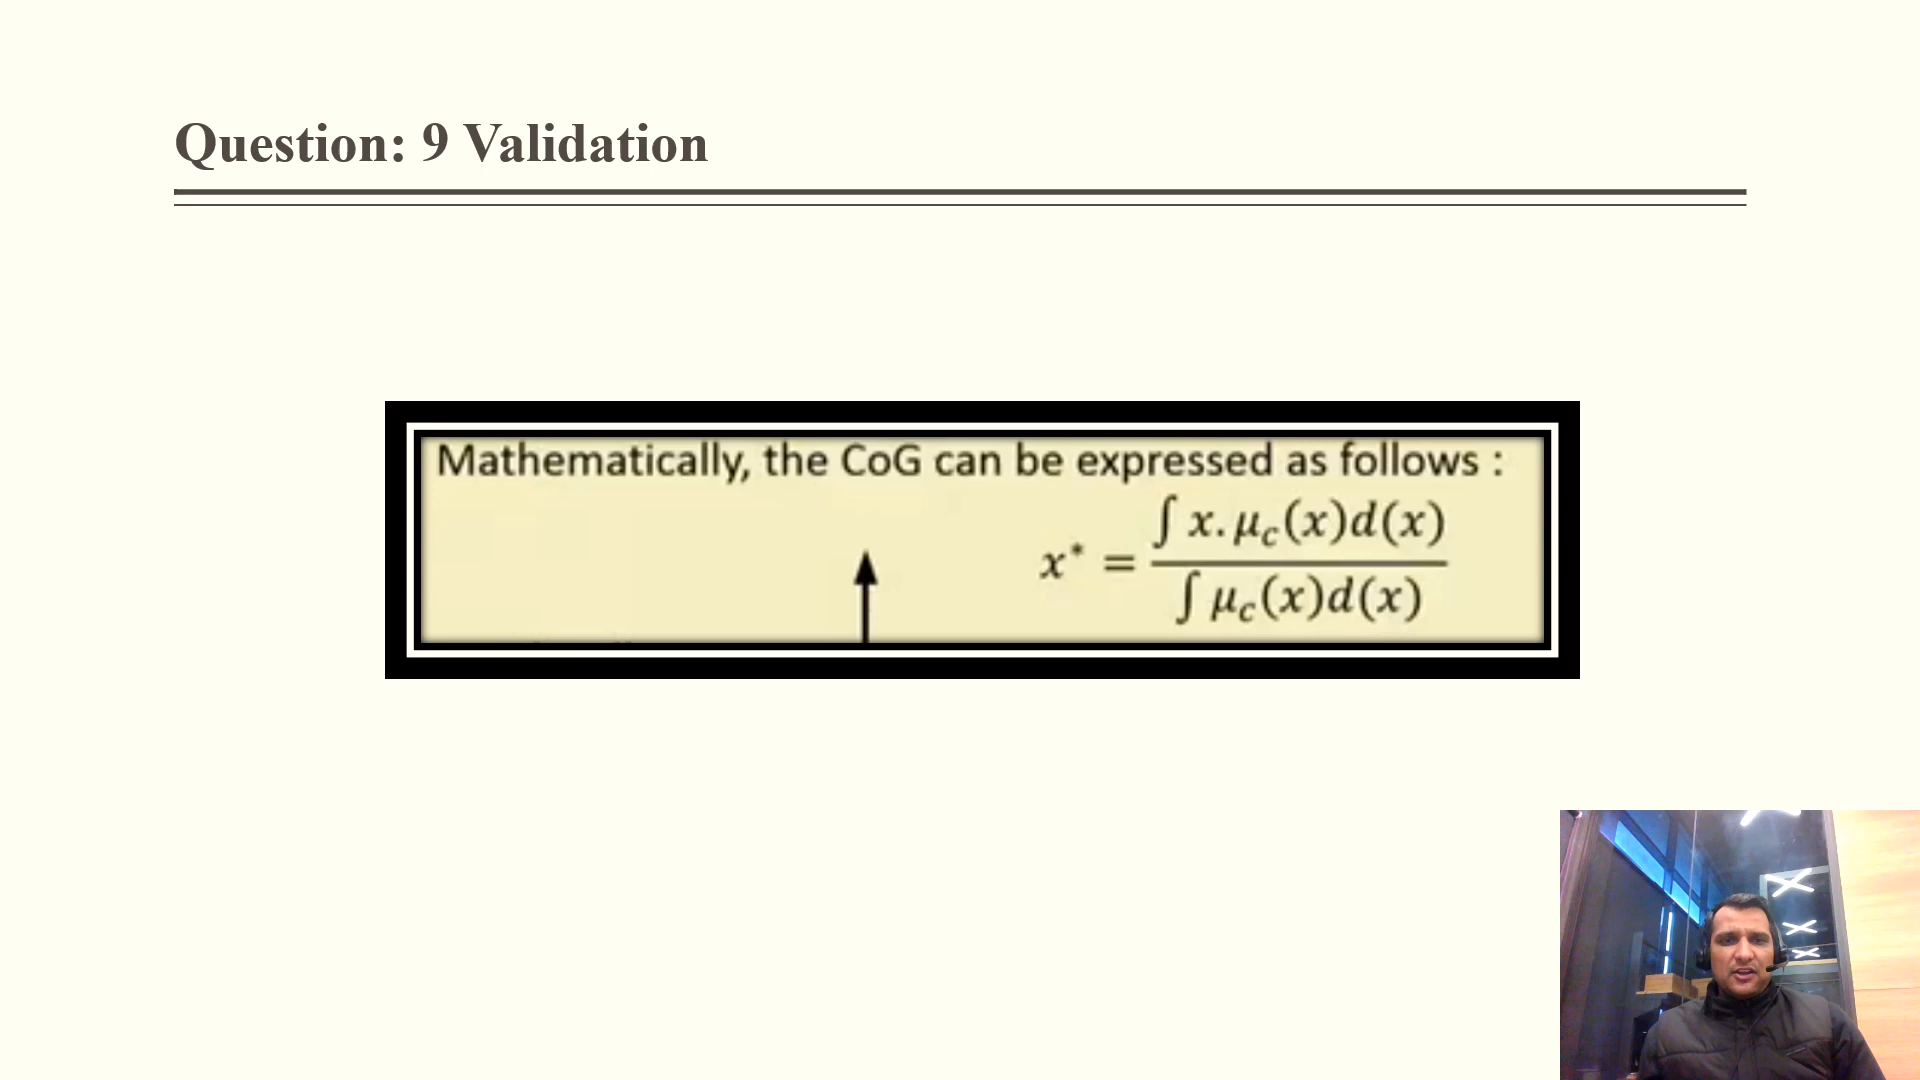 Question: 9 Validation
Mathematically, the CoG can be expressed as follows :
x* = ∫ x. μc(x)d(x) / ∫ μc(x)d(x)